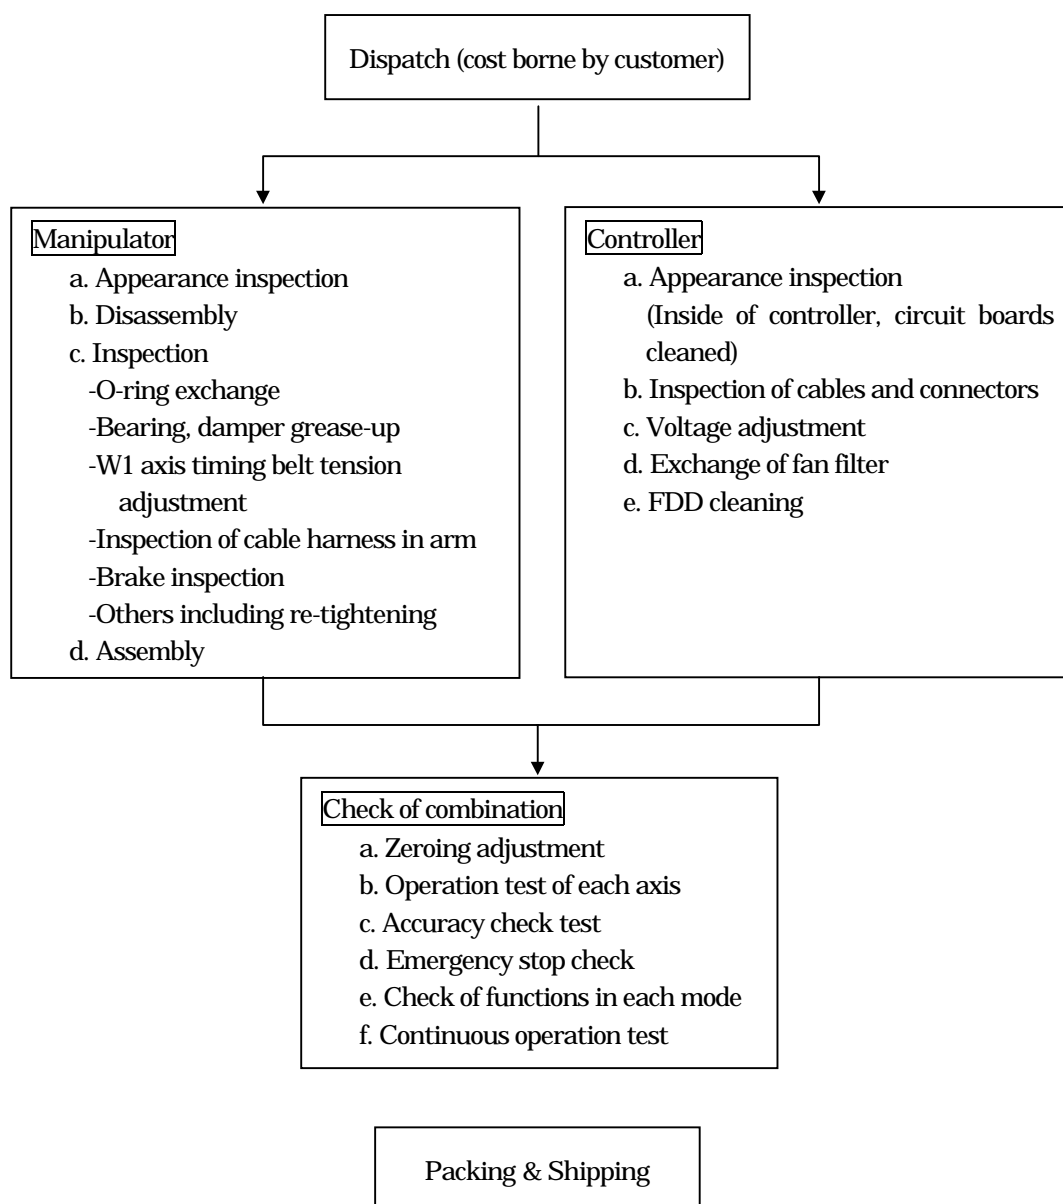 Dispatch (cost borne by customer)
Manipulator
a. Appearance inspection
b. Disassembly
c. Inspection
-O-ring exchange
-Bearing, damper grease-up
-W1 axis timing belt tension
adjustment
-Inspection of cable harness in arm
-Brake inspection
-Others including re-tightening
d. Assembly
Controller
a. Appearance inspection
(Inside of controller, circuit boards
cleaned)
b. Inspection of cables and connectors
c. Voltage adjustment
d. Exchange of fan filter
e. FDD cleaning
Check of combination
a. Zeroing adjustment
b. Operation test of each axis
c. Accuracy check test
d. Emergency stop check
e. Check of functions in each mode
f. Continuous operation test
Packing & Shipping